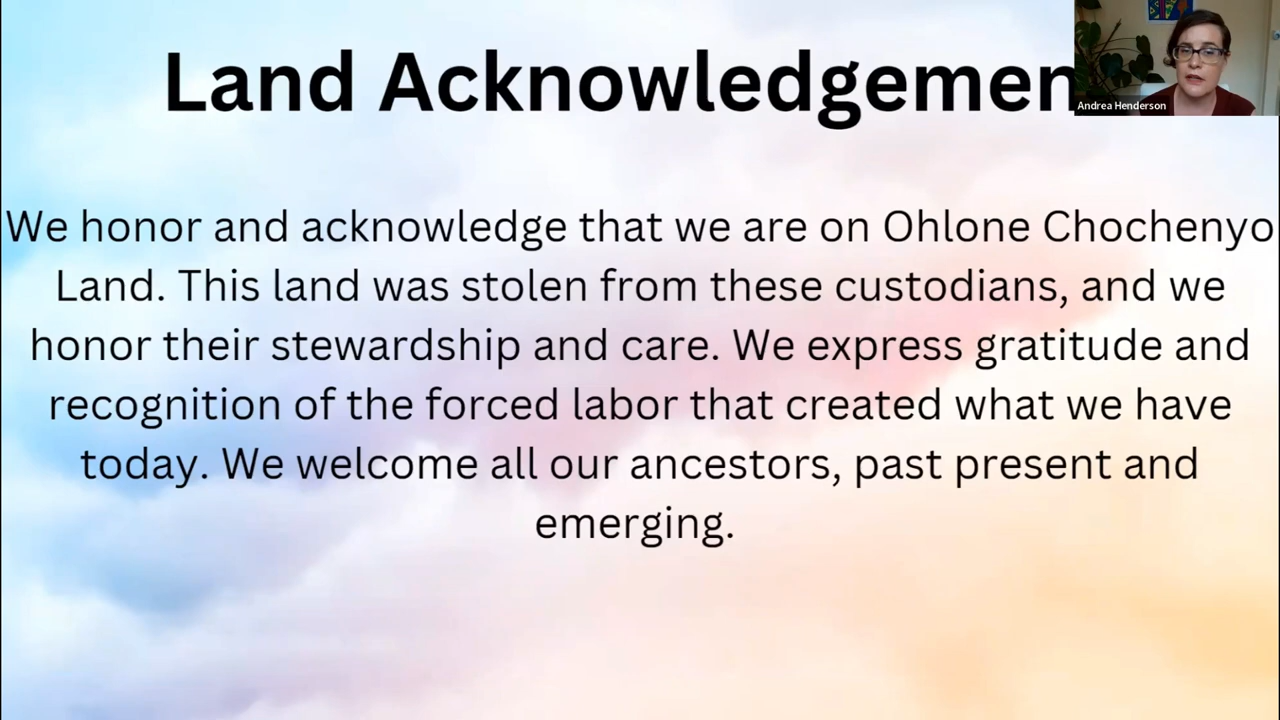 Land Acknowledgemen
Andrea Henderson
We honor and acknowledge that we are on Ohlone Chochenyo
Land. This land was stolen from these custodians, and we
honor their stewardship and care. We express gratitude and
recognition of the forced labor that created what we have
today. We welcome all our ancestors, past present and
emerging.